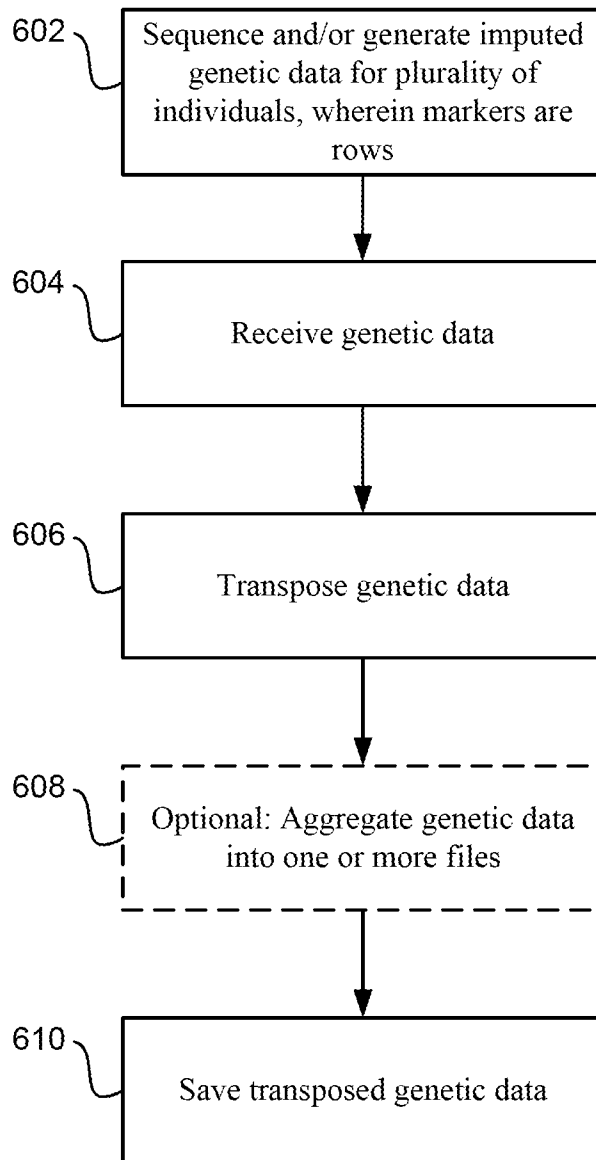 602
Sequence and/or generate imputed
genetic data for plurality of
individuals, wherein markers are
rows
604
Receive genetic data
606
Transpose genetic data
608
Optional: Aggregate genetic data
into one or more files
610
Save transposed genetic data